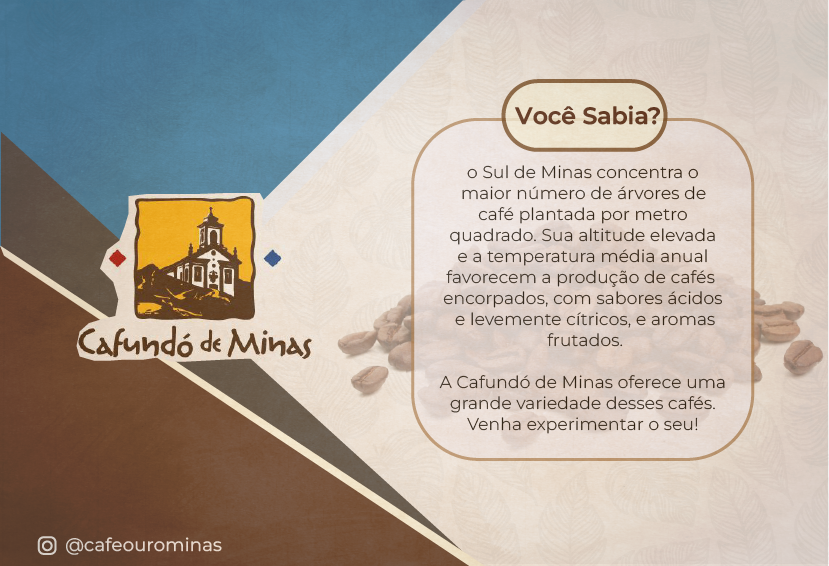 Você Sabia?
o Sul de Minas concentra o
maior número de árvores de
café plantada por metro
quadrado. Sua altitude elevada
e a temperatura média anual
favorecem a produção de cafés
encorpados, com sabores ácidos
e levemente cítricos, e aromas
frutados.
A Cafundó de Minas oferece uma
grande variedade desses cafés.
Venha experimentar o seu!
Cafundó de Minas
@cafeourominas